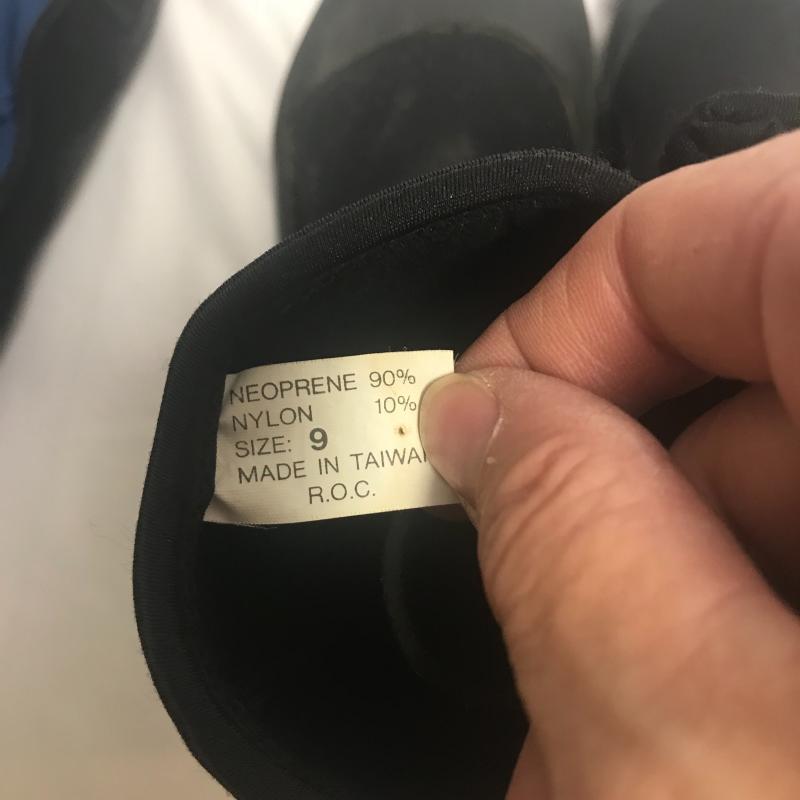 NEOPRENE 90%
NYLON 10%
SIZE: 9
MADE IN TAIWA
R.O.C.